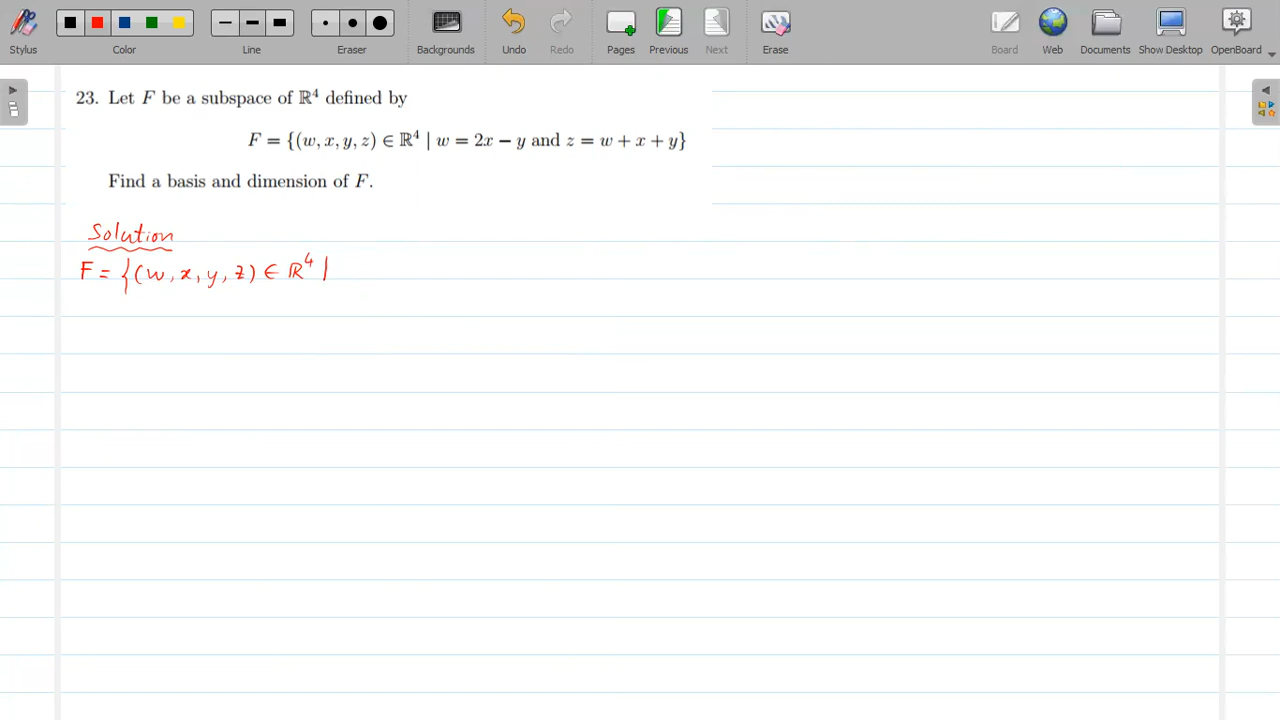 Stylus Color Line Eraser Backgrounds Undo Redo Pages Previous Next Erase Board Web Documents Show Desktop OpenBoard
23. Let F be a subspace of ℝ⁴ defined by
F = {(w, x, y, z) ∈ ℝ⁴ | w = 2x − y and z = w + x + y}
Find a basis and dimension of F.
Solution
F = {(w, x, y, z) ∈ ℝ⁴ |